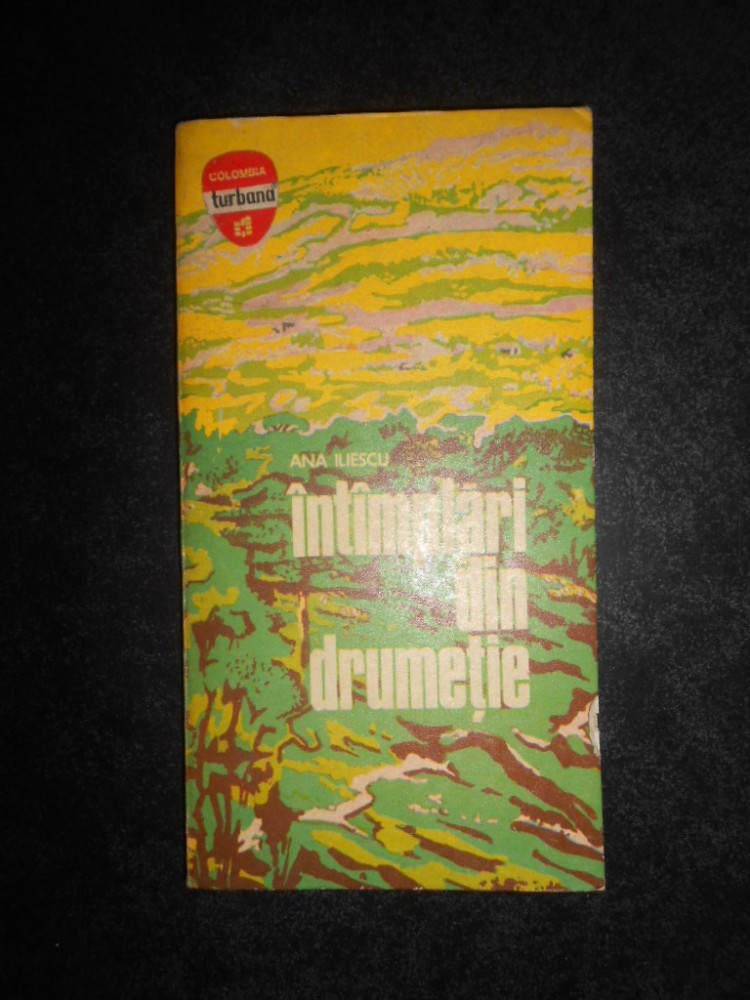 COLOMBIA
turbana
ANA ILIESCU
întîmplări
din
drumeție